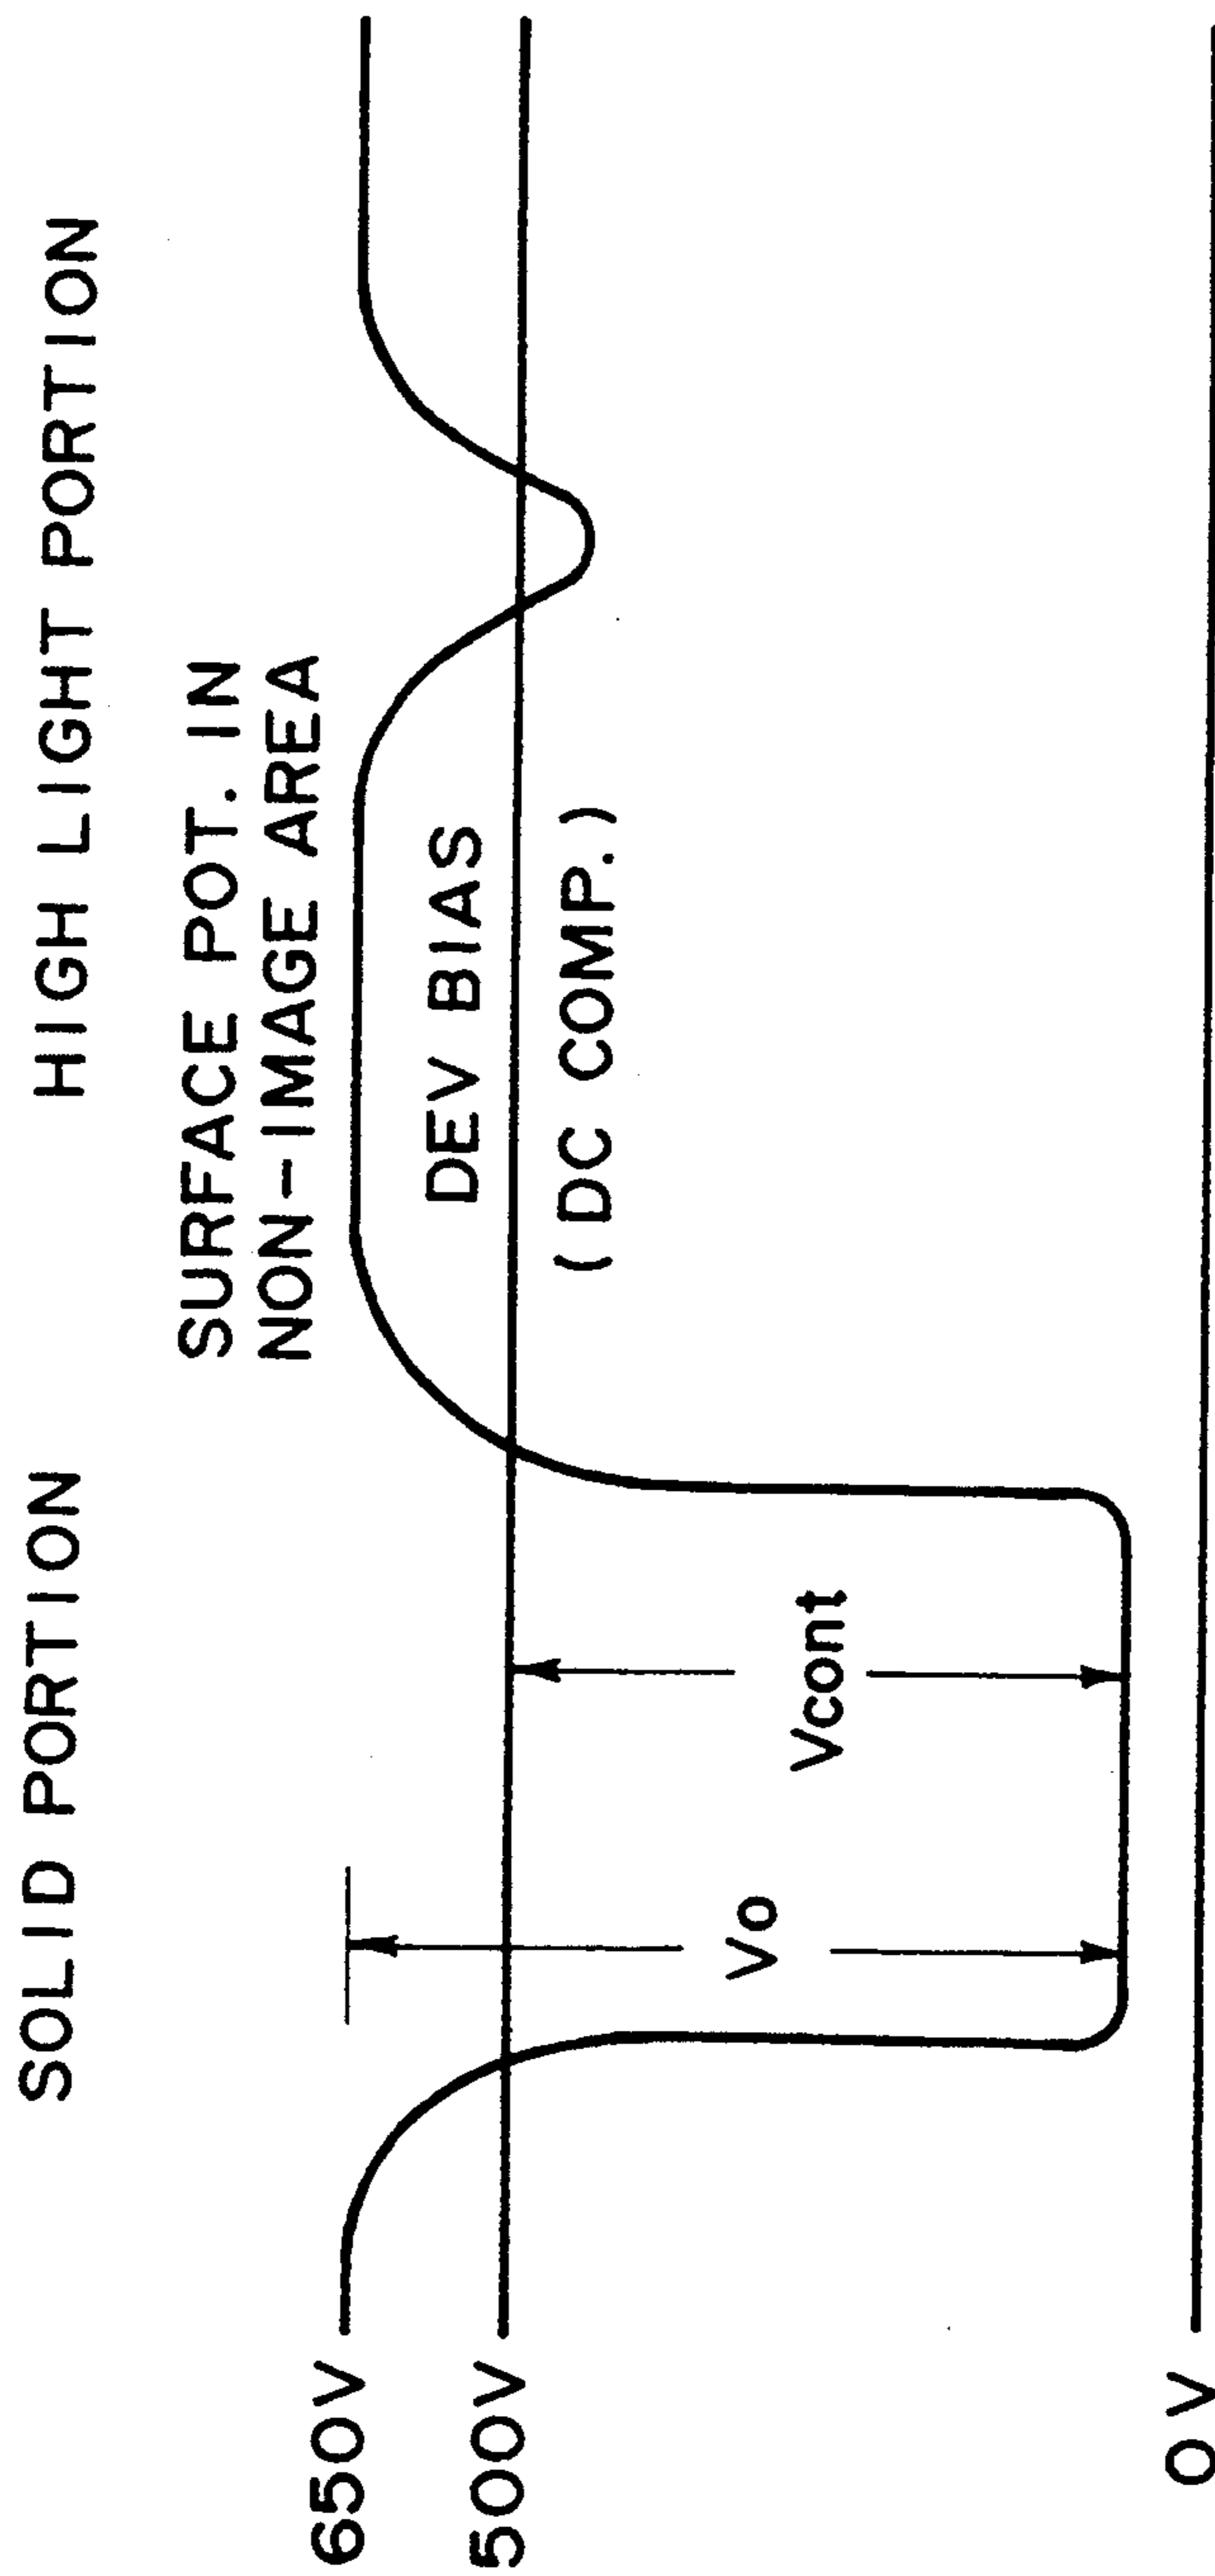 SOLID PORTION
HIGH LIGHT PORTION
SURFACE POT. IN
NON-IMAGE AREA
650V
DEV BIAS
500V
(DC COMP.)
Vo
Vcont
0 V